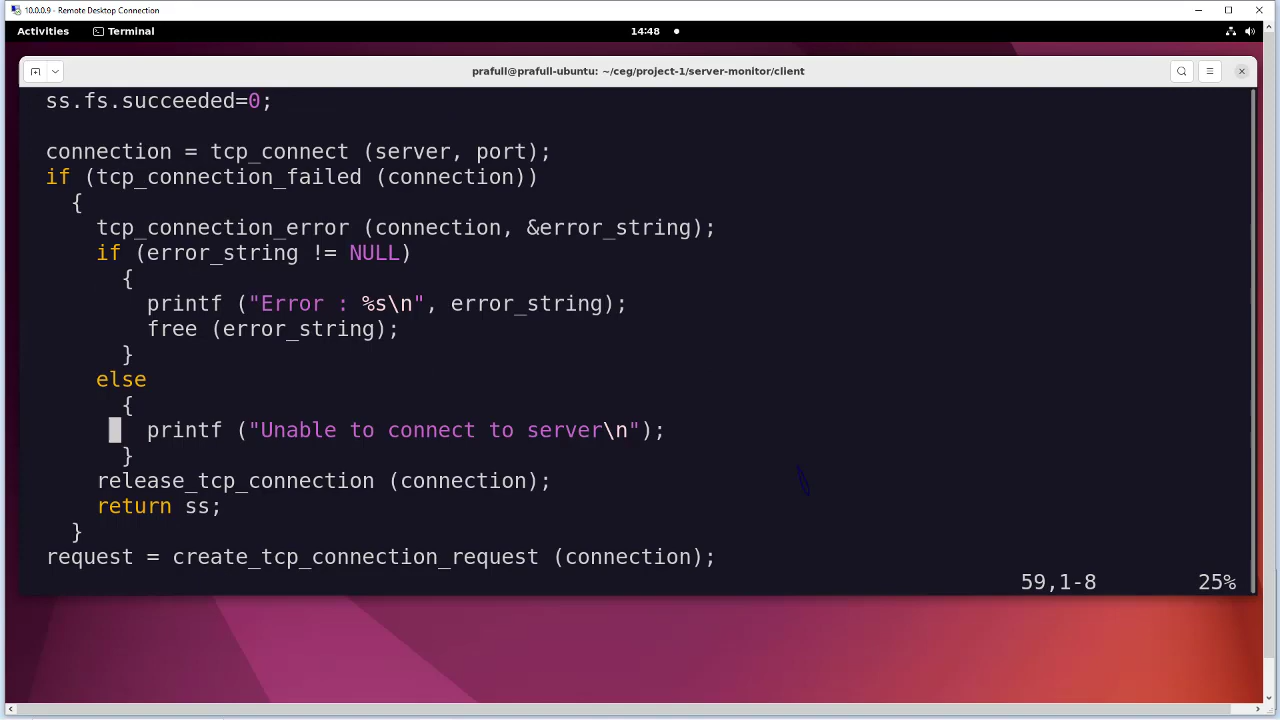 10.0.0.9 - Remote Desktop Connection
Activities
Terminal
14:48
prafull@prafull-ubuntu: ~/ceg/project-1/server-monitor/client
ss.fs.succeeded=0;
connection = tcp_connect (server, port);
if (tcp_connection_failed (connection))
{
tcp_connection_error (connection, &error_string);
if (error_string != NULL)
{
printf ("Error : %s\n", error_string);
free (error_string);
}
else
{
printf ("Unable to connect to server\n");
}
release_tcp_connection (connection);
return ss;
}
request = create_tcp_connection_request (connection);
59,1-8 25%